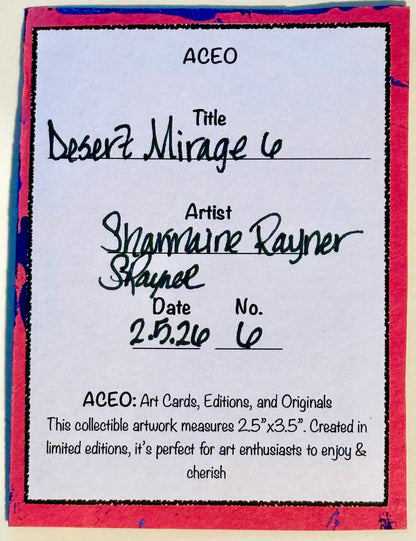 ACEO
Title
Desert Mirage 6
Artist
Sharmaine Rayner
SRayner
Date No.
2.5.26 6
ACEO: Art Cards, Editions, and Originals
This collectible artwork measures 2.5"x3.5". Created in
limited editions, it's perfect for art enthusiasts to enjoy &
cherish